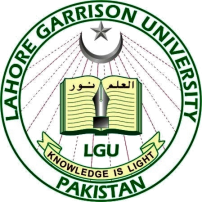 LAHORE GARRISON UNIVERSITY
العلم نور
LGU
KNOWLEDGE IS LIGHT
PAKISTAN